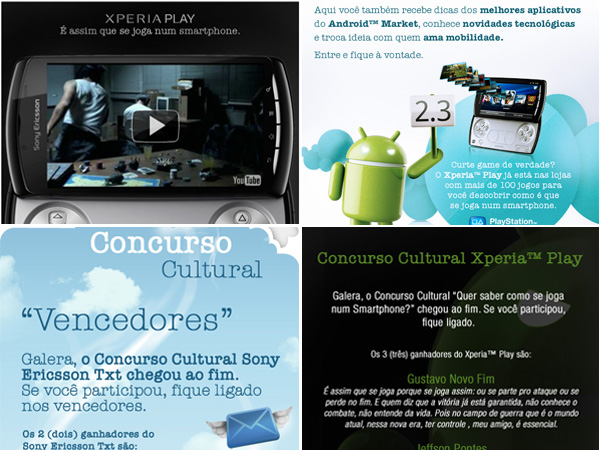 XPERIA PLAY
É assim que se joga num smartphone.
Sony Ericsson
YouTube
Aqui você também recebe dicas dos melhores aplicativos
do Android™ Market, conhece novidades tecnológicas
e troca ideia com quem ama mobilidade.
Entre e fique à vontade.
2.3
Curte game de verdade?
O Xperia™ Play já está nas lojas
com mais de 100 jogos para
você descobrir como é que
se joga num smartphone.
PlayStation™
Concurso
Cultural
“Vencedores”
Galera, o Concurso Cultural Sony
Ericsson Txt chegou ao fim.
Se você participou, fique ligado
nos vencedores.
Os 2 (dois) ganhadores do
Sony Ericsson Txt são:
Concurso Cultural Xperia™ Play
Galera, o Concurso Cultural “Quer saber como se joga
num Smartphone?” chegou ao fim. Se você participou,
fique ligado.
Os 3 (três) ganhadores do Xperia™ Play são:
Gustavo Novo Fim
É assim que se joga porque se joga assim: ou se parte pro ataque ou se
perde no fim. E quem diz que a vitória já está garantida, não conhece o
combate, não entende da vida. Pois no campo de guerra que é o mundo
atual, nessa nova era, ter controle , meu amigo, é essencial.
Jeffson Pontes